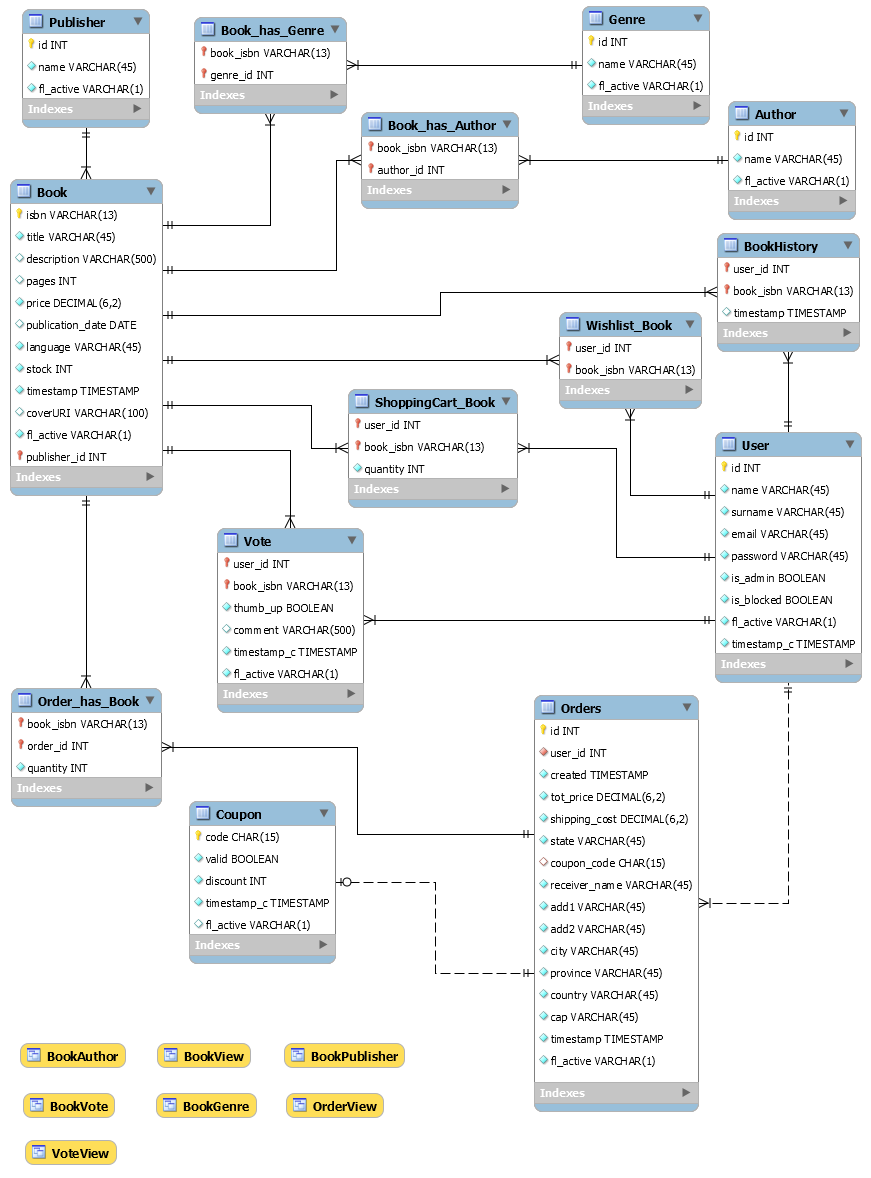 Publisher
id INT
name VARCHAR(45)
fl_active VARCHAR(1)
Indexes
Book_has_Genre
book_isbn VARCHAR(13)
genre_id INT
Indexes
Genre
id INT
name VARCHAR(45)
fl_active VARCHAR(1)
Indexes
Book_has_Author
book_isbn VARCHAR(13)
author_id INT
Indexes
Author
id INT
name VARCHAR(45)
fl_active VARCHAR(1)
Indexes
Book
isbn VARCHAR(13)
title VARCHAR(45)
description VARCHAR(500)
pages INT
price DECIMAL(6,2)
publication_date DATE
language VARCHAR(45)
stock INT
timestamp TIMESTAMP
coverURI VARCHAR(100)
fl_active VARCHAR(1)
publisher_id INT
Indexes
BookHistory
user_id INT
book_isbn VARCHAR(13)
timestamp TIMESTAMP
Indexes
Wishlist_Book
user_id INT
book_isbn VARCHAR(13)
Indexes
ShoppingCart_Book
user_id INT
book_isbn VARCHAR(13)
quantity INT
Indexes
User
id INT
name VARCHAR(45)
surname VARCHAR(45)
email VARCHAR(45)
password VARCHAR(45)
is_admin BOOLEAN
is_blocked BOOLEAN
fl_active VARCHAR(1)
timestamp_c TIMESTAMP
Indexes
Vote
user_id INT
book_isbn VARCHAR(13)
thumb_up BOOLEAN
comment VARCHAR(500)
timestamp_c TIMESTAMP
fl_active VARCHAR(1)
Indexes
Order_has_Book
book_isbn VARCHAR(13)
order_id INT
quantity INT
Indexes
Orders
id INT
user_id INT
created TIMESTAMP
tot_price DECIMAL(6,2)
shipping_cost DECIMAL(6,2)
state VARCHAR(45)
coupon_code CHAR(15)
receiver_name VARCHAR(45)
add1 VARCHAR(45)
add2 VARCHAR(45)
city VARCHAR(45)
province VARCHAR(45)
country VARCHAR(45)
cap VARCHAR(45)
timestamp TIMESTAMP
fl_active VARCHAR(1)
Indexes
Coupon
code CHAR(15)
valid BOOLEAN
discount INT
timestamp_c TIMESTAMP
fl_active VARCHAR(1)
Indexes
BookAuthor
BookView
BookPublisher
BookVote
BookGenre
OrderView
VoteView